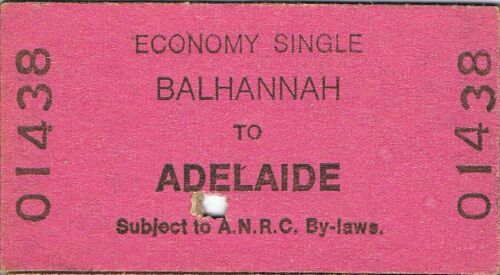 ECONOMY SINGLE
BALHANNAH
TO
ADELAIDE
Subject to A.N.R.C. By-laws.
01438
01438